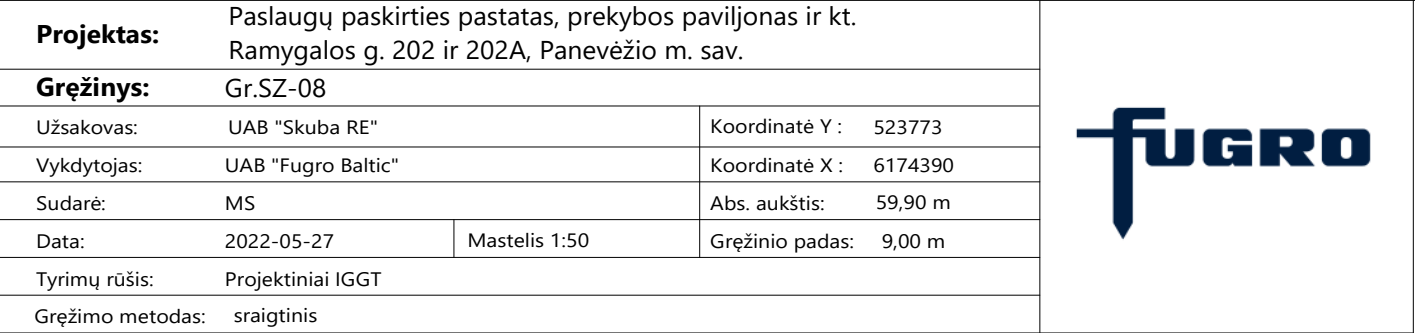 Projektas: Paslaugų paskirties pastatas, prekybos paviljonas ir kt.
Ramygalos g. 202 ir 202A, Panevėžio m. sav.
Gręžinys: Gr.SZ-08
Užsakovas: UAB "Skuba RE" Koordinatė Y : 523773
Vykdytojas: UAB "Fugro Baltic" Koordinatė X : 6174390
Sudarė: MS Abs. aukštis: 59,90 m
Data: 2022-05-27 Mastelis 1:50 Gręžinio padas: 9,00 m
Tyrimų rūšis: Projektiniai IGGT
Gręžimo metodas: sraigtinis
fugro